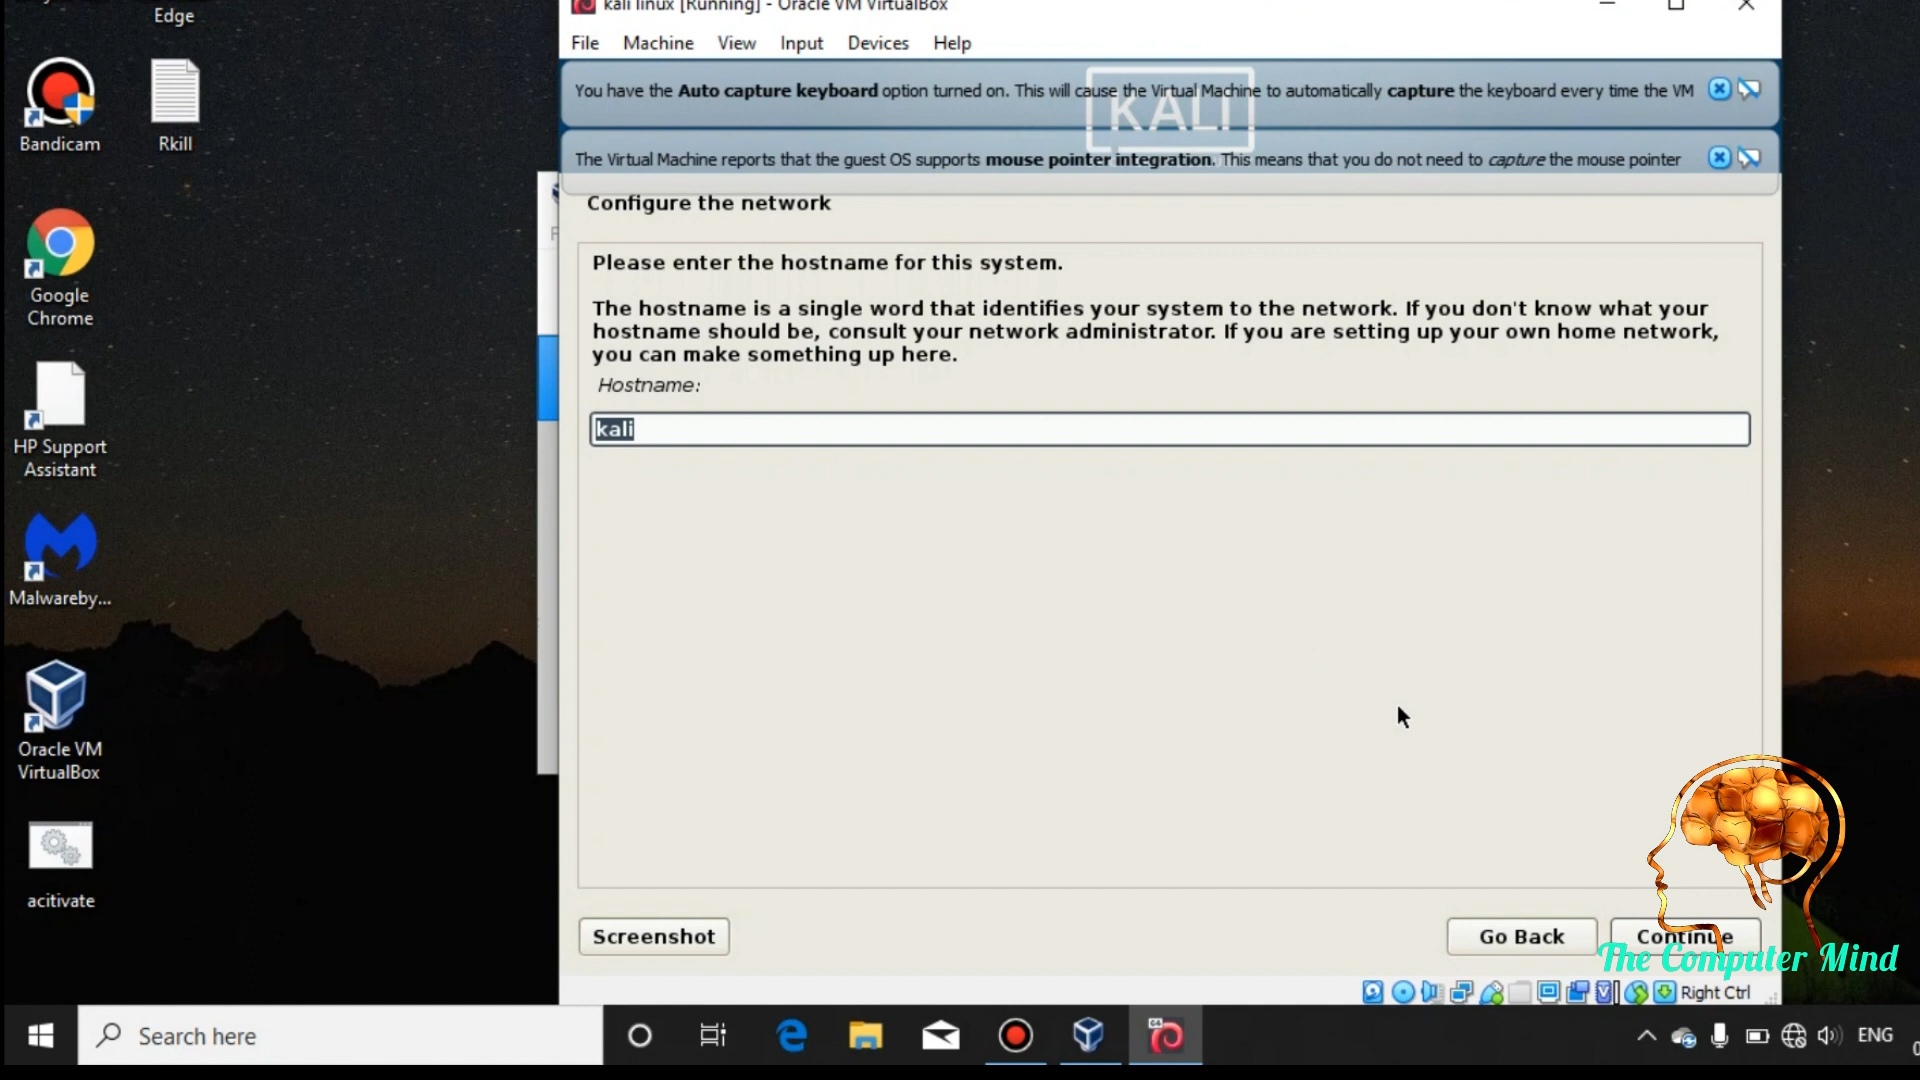 Edge
Bandicam
Rkill
Google
Chrome
HP Support
Assistant
Malwareby...
Oracle VM
VirtualBox
acitivate
kali linux [Running] - Oracle VM VirtualBox
File Machine View Input Devices Help
You have the Auto capture keyboard option turned on. This will cause the Virtual Machine to automatically capture the keyboard every time the VM
KALI
The Virtual Machine reports that the guest OS supports mouse pointer integration. This means that you do not need to capture the mouse pointer
Configure the network
Please enter the hostname for this system.
The hostname is a single word that identifies your system to the network. If you don't know what your
hostname should be, consult your network administrator. If you are setting up your own home network,
you can make something up here.
Hostname:
kali
Screenshot
Go Back
Continue
The Computer Mind
Right Ctrl
Search here
64
ENG